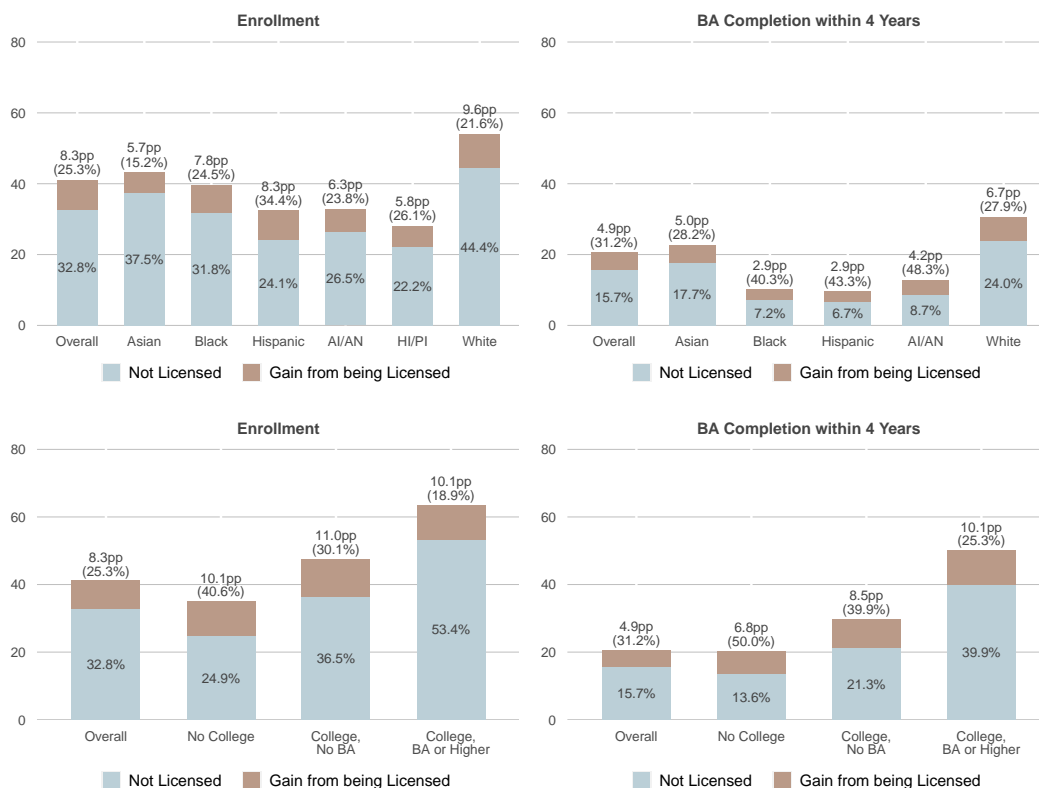 Enrollment
80
60
40
20
0
8.3pp
(25.3%)
32.8%
Overall
5.7pp
(15.2%)
37.5%
Asian
7.8pp
(24.5%)
31.8%
Black
8.3pp
(34.4%)
24.1%
Hispanic
6.3pp
(23.8%)
26.5%
AI/AN
5.8pp
(26.1%)
22.2%
HI/PI
9.6pp
(21.6%)
44.4%
White
Not Licensed
Gain from being Licensed
BA Completion within 4 Years
80
60
40
20
0
4.9pp
(31.2%)
15.7%
Overall
5.0pp
(28.2%)
17.7%
Asian
2.9pp
(40.3%)
7.2%
Black
2.9pp
(43.3%)
6.7%
Hispanic
4.2pp
(48.3%)
8.7%
AI/AN
6.7pp
(27.9%)
24.0%
White
Not Licensed
Gain from being Licensed
Enrollment
80
60
40
20
0
8.3pp
(25.3%)
32.8%
Overall
10.1pp
(40.6%)
24.9%
No College
11.0pp
(30.1%)
36.5%
College,
No BA
10.1pp
(18.9%)
53.4%
College,
BA or Higher
Not Licensed
Gain from being Licensed
BA Completion within 4 Years
80
60
40
20
0
4.9pp
(31.2%)
15.7%
Overall
6.8pp
(50.0%)
13.6%
No College
8.5pp
(39.9%)
21.3%
College,
No BA
10.1pp
(25.3%)
39.9%
College,
BA or Higher
Not Licensed
Gain from being Licensed